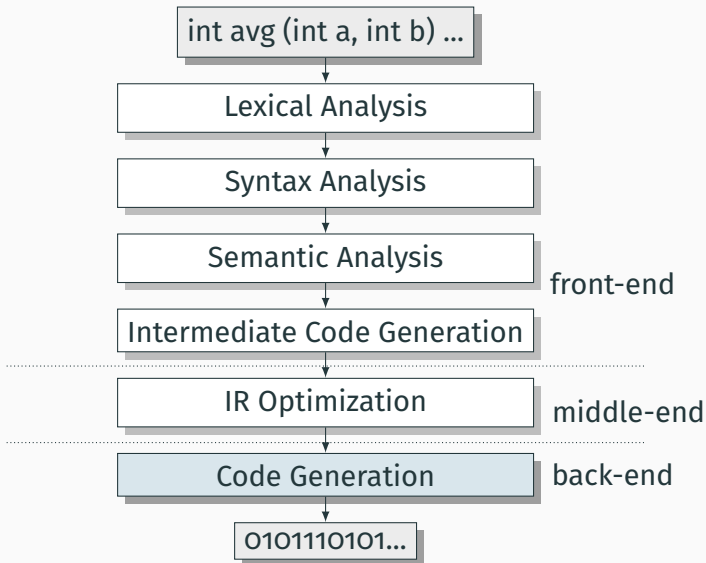 int avg (int a, int b) ...
Lexical Analysis
Syntax Analysis
Semantic Analysis
front-end
Intermediate Code Generation
IR Optimization
middle-end
Code Generation
back-end
0101110101...